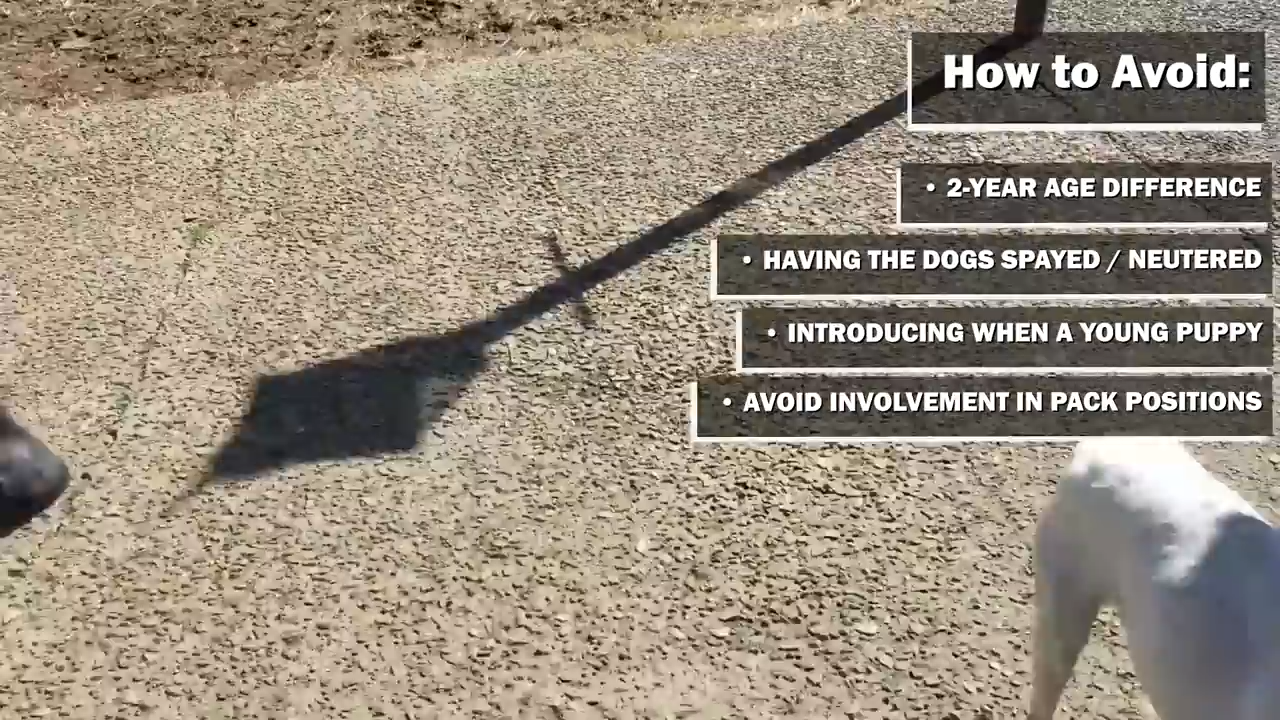 How to Avoid:
• 2-YEAR AGE DIFFERENCE
• HAVING THE DOGS SPAYED / NEUTERED
• INTRODUCING WHEN A YOUNG PUPPY
• AVOID INVOLVEMENT IN PACK POSITIONS